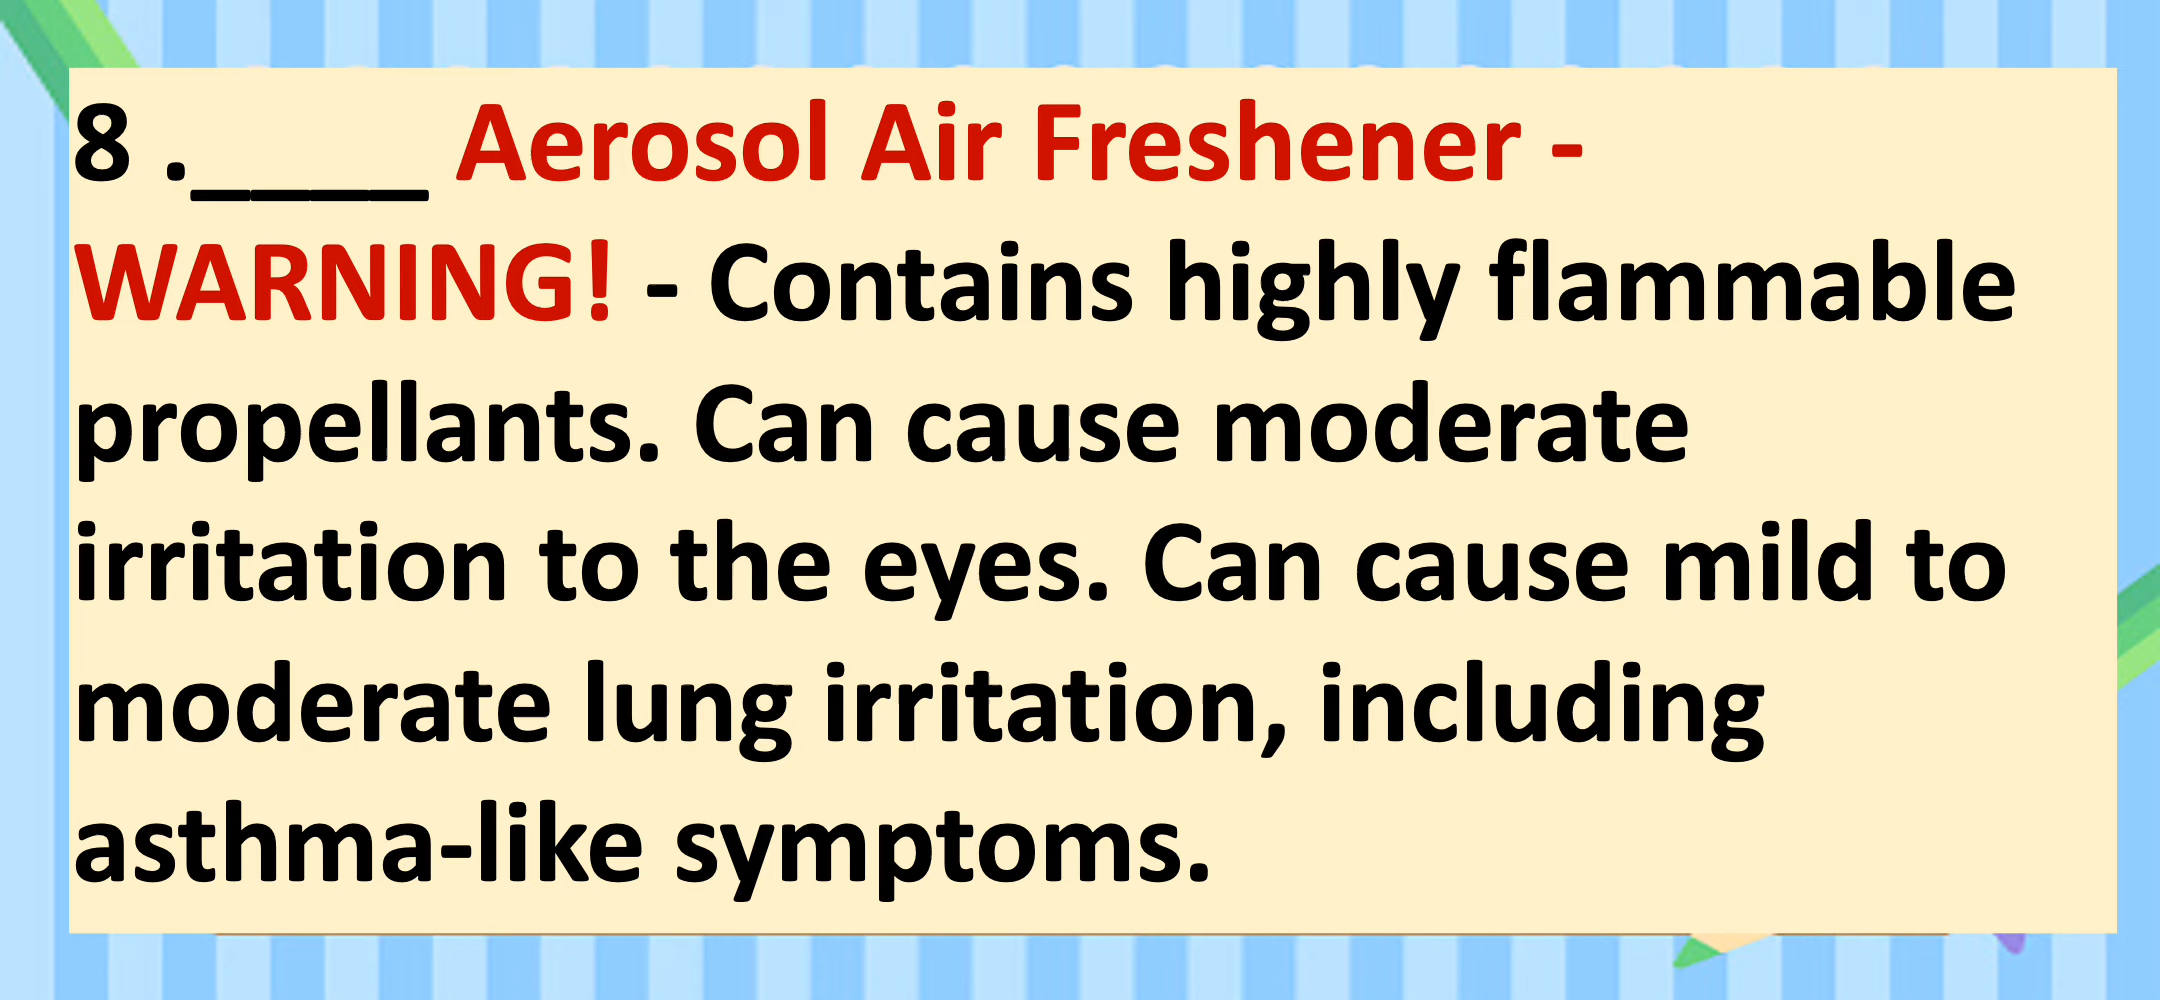 8 .____ Aerosol Air Freshener -
WARNING! - Contains highly flammable
propellants. Can cause moderate
irritation to the eyes. Can cause mild to
moderate lung irritation, including
asthma-like symptoms.